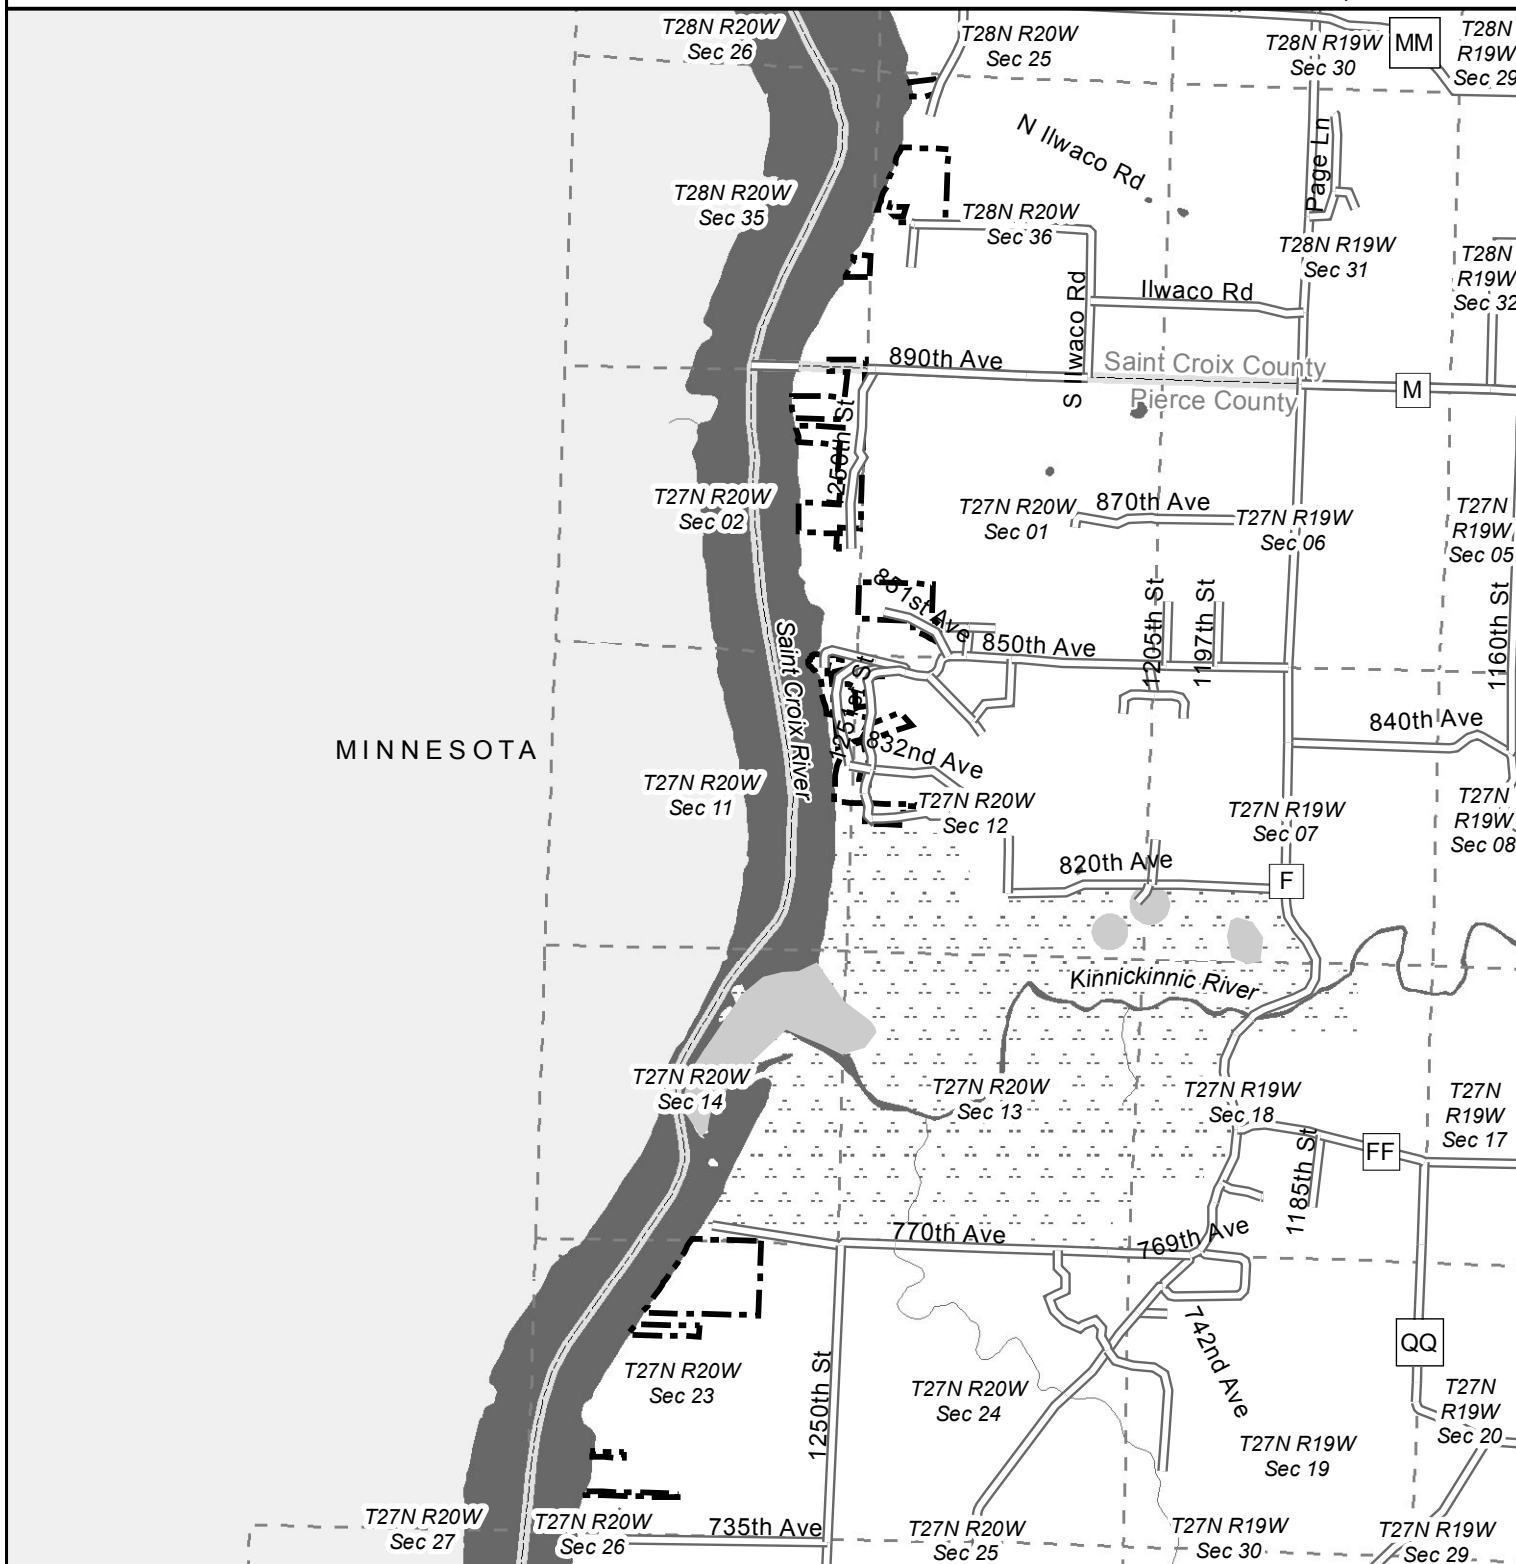 T28N R20W
Sec 26
T28N R20W
Sec 25
T28N R19W
Sec 30
MM
T28N
R19W
Sec 29
N Ilwaco Rd
Page Ln
T28N R20W
Sec 35
T28N R20W
Sec 36
T28N R19W
Sec 31
T28N
R19W
Sec 32
S Ilwaco Rd
Ilwaco Rd
890th Ave
Saint Croix County
Pierce County
M
1250th St
T27N R20W
Sec 02
T27N R20W
Sec 01
870th Ave
T27N R19W
Sec 06
T27N
R19W
Sec 05
851st Ave
850th Ave
1205th St
1197th St
1160th St
Saint Croix River
1251st St
832nd Ave
840th Ave
MINNESOTA
T27N R20W
Sec 11
T27N R20W
Sec 12
T27N R19W
Sec 07
T27N
R19W
Sec 08
820th Ave
F
Kinnickinnic River
T27N R20W
Sec 14
T27N R20W
Sec 13
T27N R19W
Sec 18
T27N
R19W
Sec 17
1185th St
FF
770th Ave
769th Ave
742nd Ave
QQ
T27N R20W
Sec 23
1250th St
T27N R20W
Sec 24
T27N
R19W
Sec 20
T27N R19W
Sec 19
T27N R20W
Sec 27
T27N R20W
Sec 26
735th Ave
T27N R20W
Sec 25
T27N R19W
Sec 30
T27N R19W
Sec 29